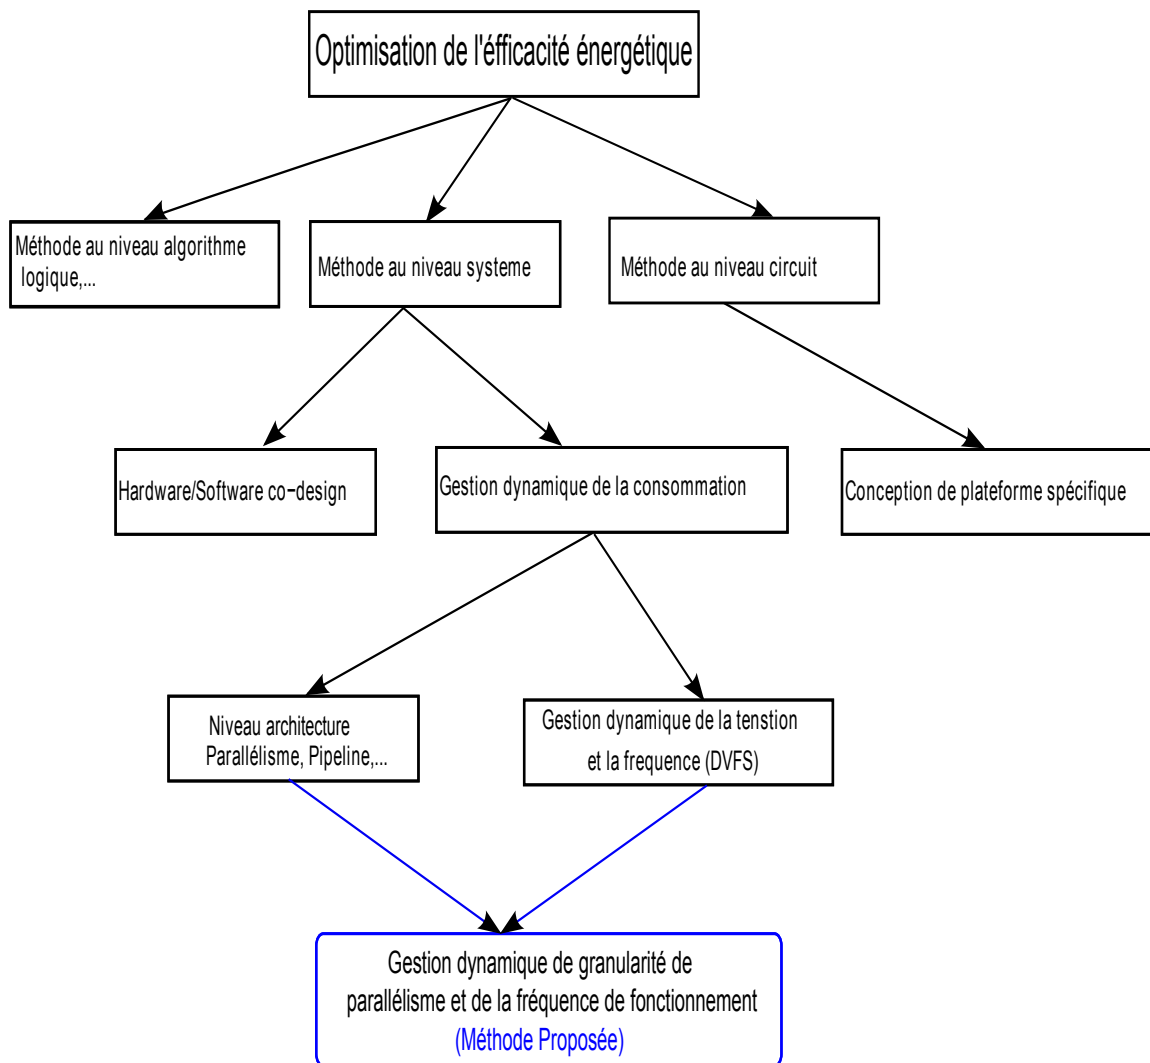 Optimisation de l'éfficacité énergétique
Méthode au niveau algorithme
logique,...
Méthode au niveau systeme
Méthode au niveau circuit
Hardware/Software co−design
Gestion dynamique de la consommation
Conception de plateforme spécifique
Niveau architecture
Parallélisme, Pipeline,...
Gestion dynamique de la tenstion
et la frequence (DVFS)
Gestion dynamique de granularité de
parallélisme et de la fréquence de fonctionnement
(Méthode Proposée)